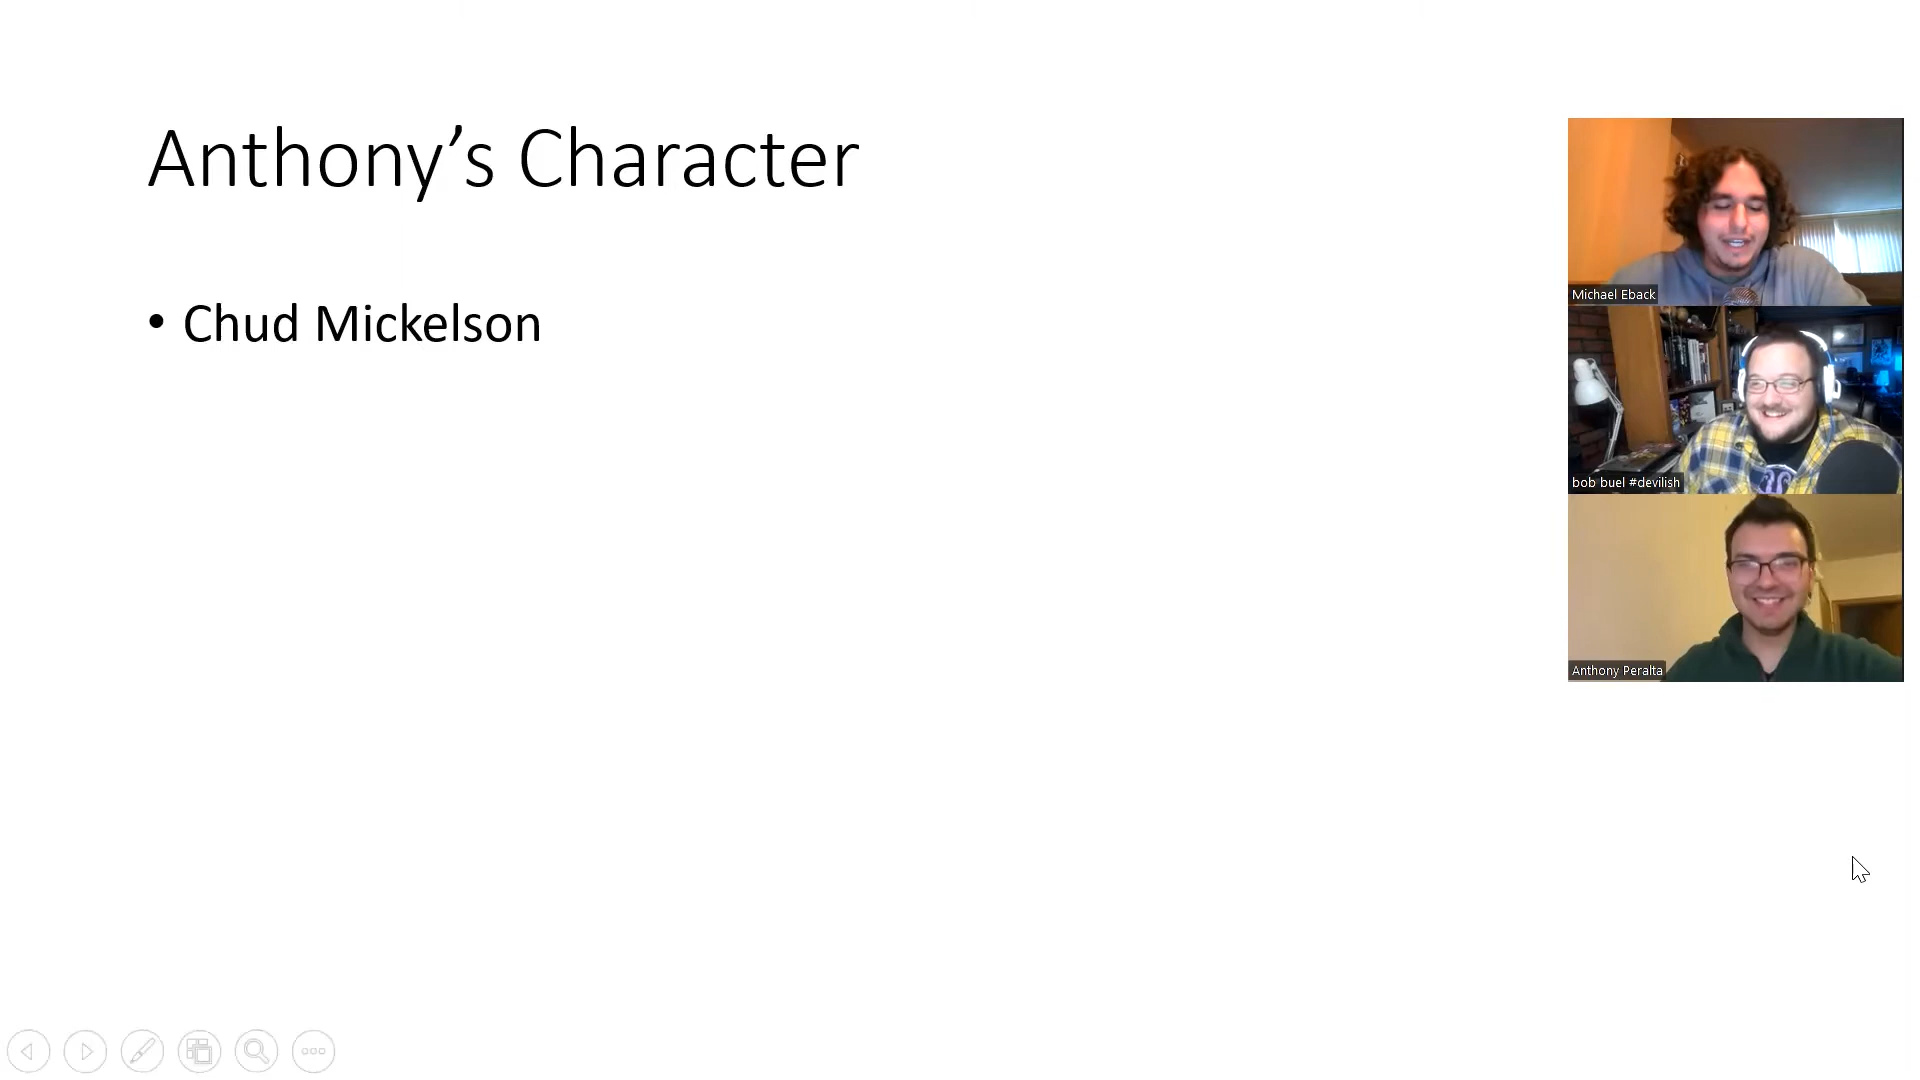 Anthony’s Character
• Chud Mickelson
Michael Eback
bob buel #devilish
Anthony Peralta